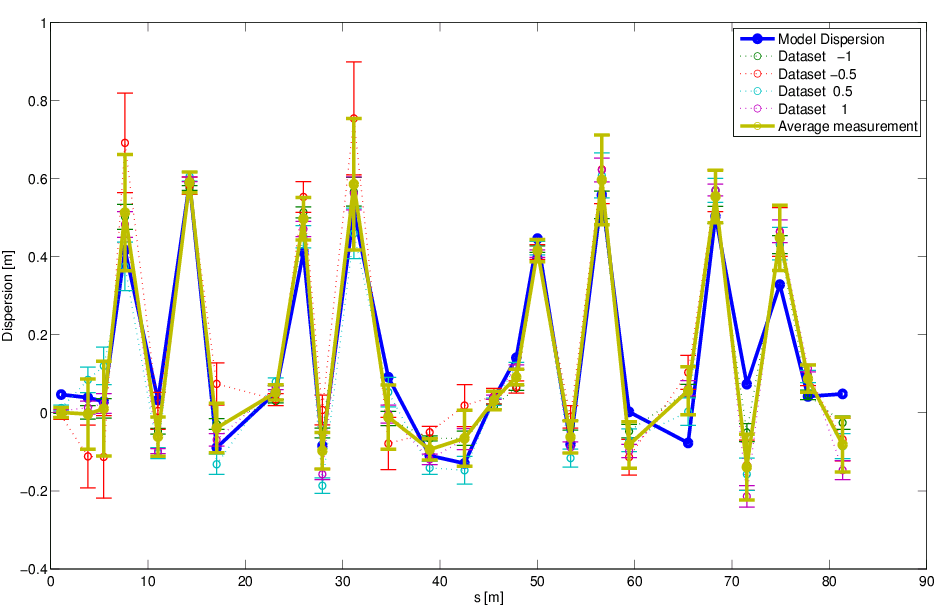 1
0.8
0.6
0.4
0.2
0
−0.2
−0.4
Dispersion [m]
0 10 20 30 40 50 60 70 80 90
s [m]
Model Dispersion
Dataset −1
Dataset −0.5
Dataset 0.5
Dataset 1
Average measurement